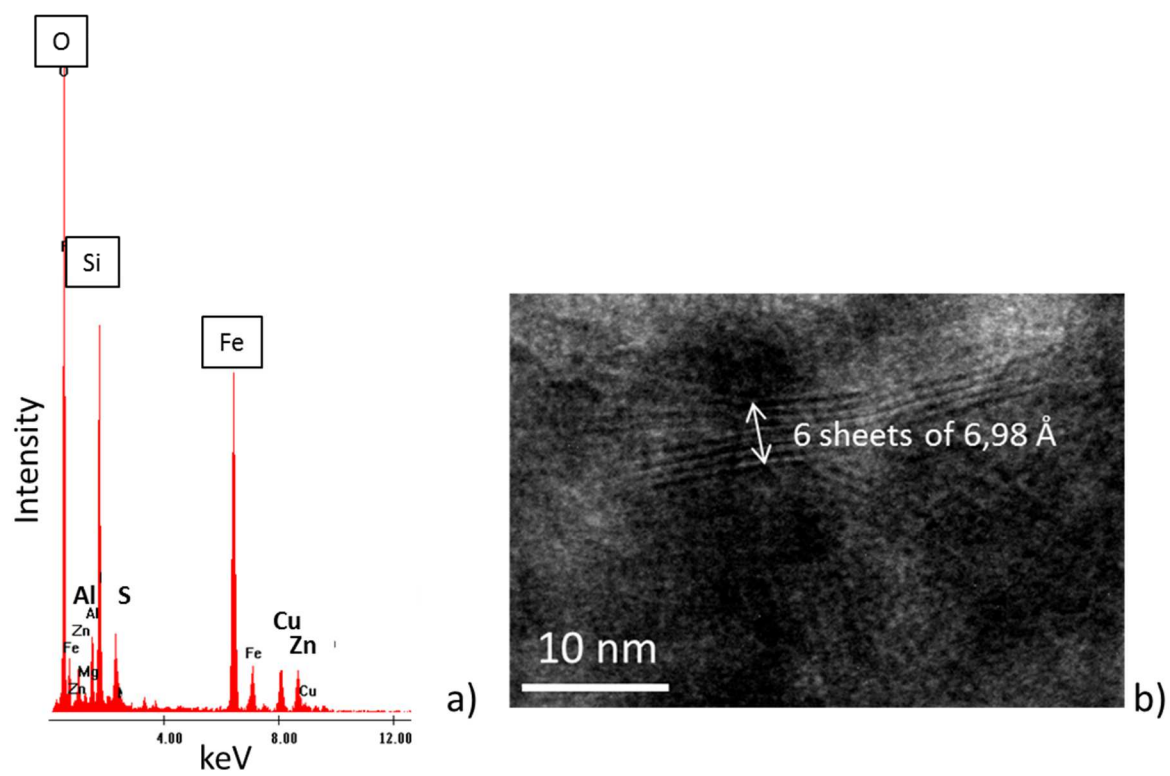 O
Si
Fe
Intensity
Al
S
Al
Zn
Fe
Mg
Zn
Fe
Cu
Zn
Cu
4.00
8.00
12.00
keV
a)
6 sheets of 6,98 Å
10 nm
b)